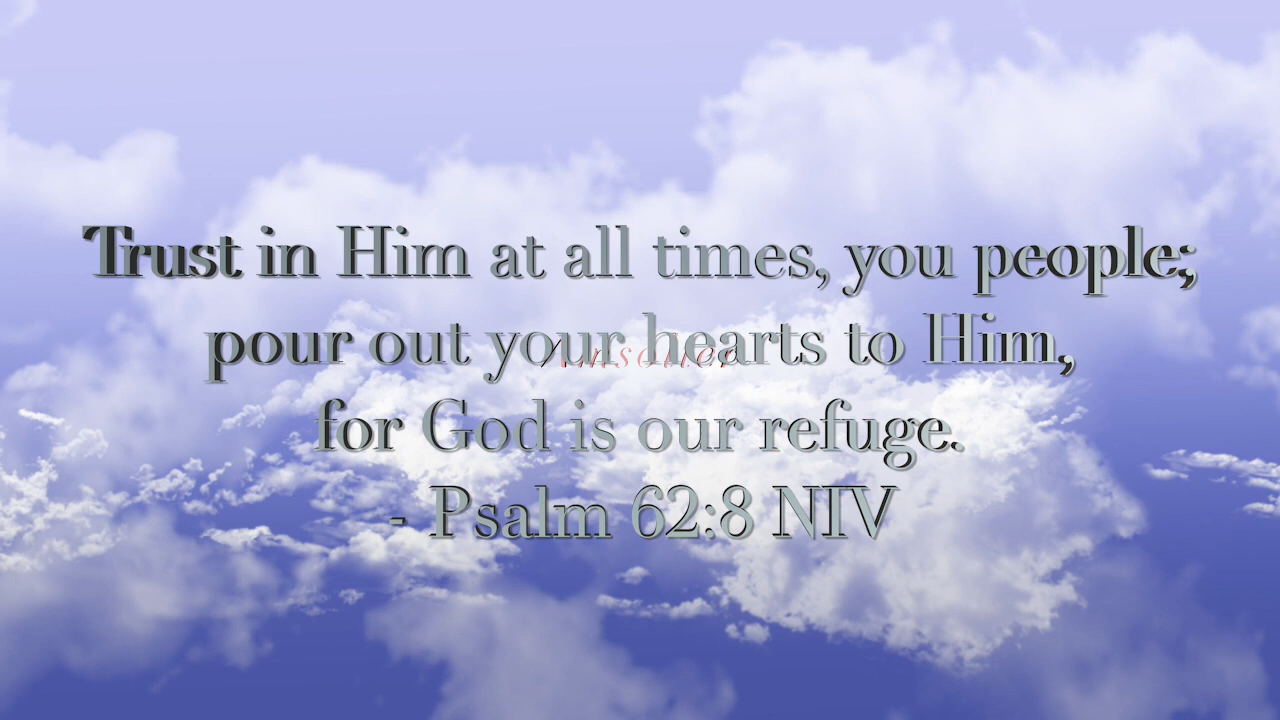 Trust in Him at all times, you people;
pour out your hearts to Him,
for God is our refuge.
- Psalm 62:8 NIV